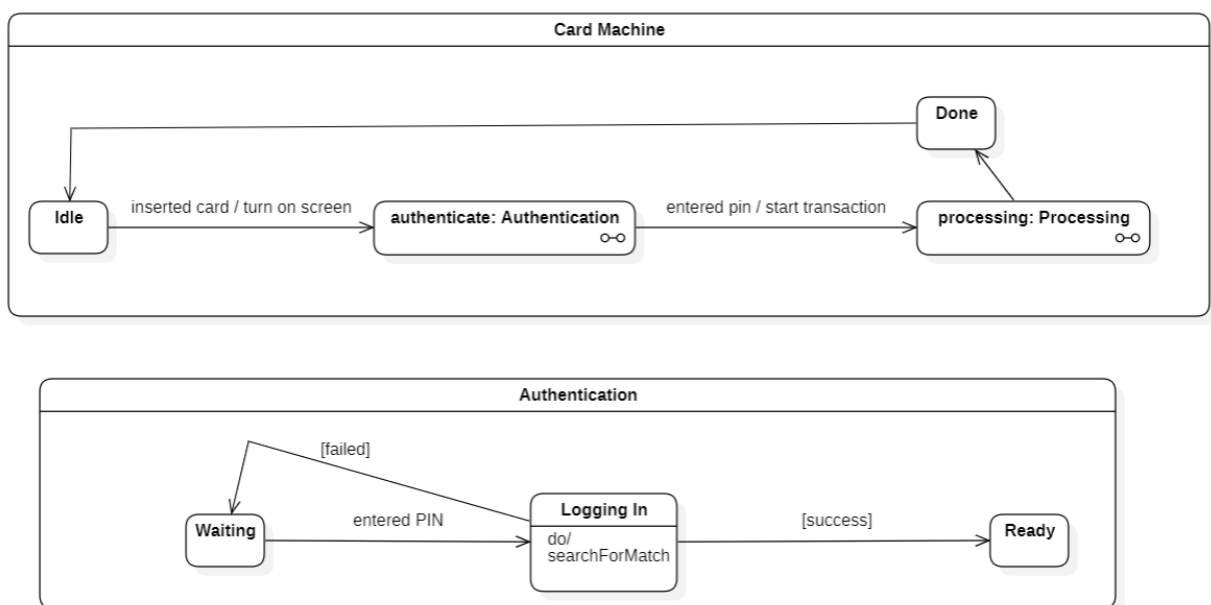 Card Machine
Done
Idle
inserted card / turn on screen
authenticate: Authentication
entered pin / start transaction
processing: Processing
Authentication
[failed]
Waiting
entered PIN
Logging In
do/
searchForMatch
[success]
Ready